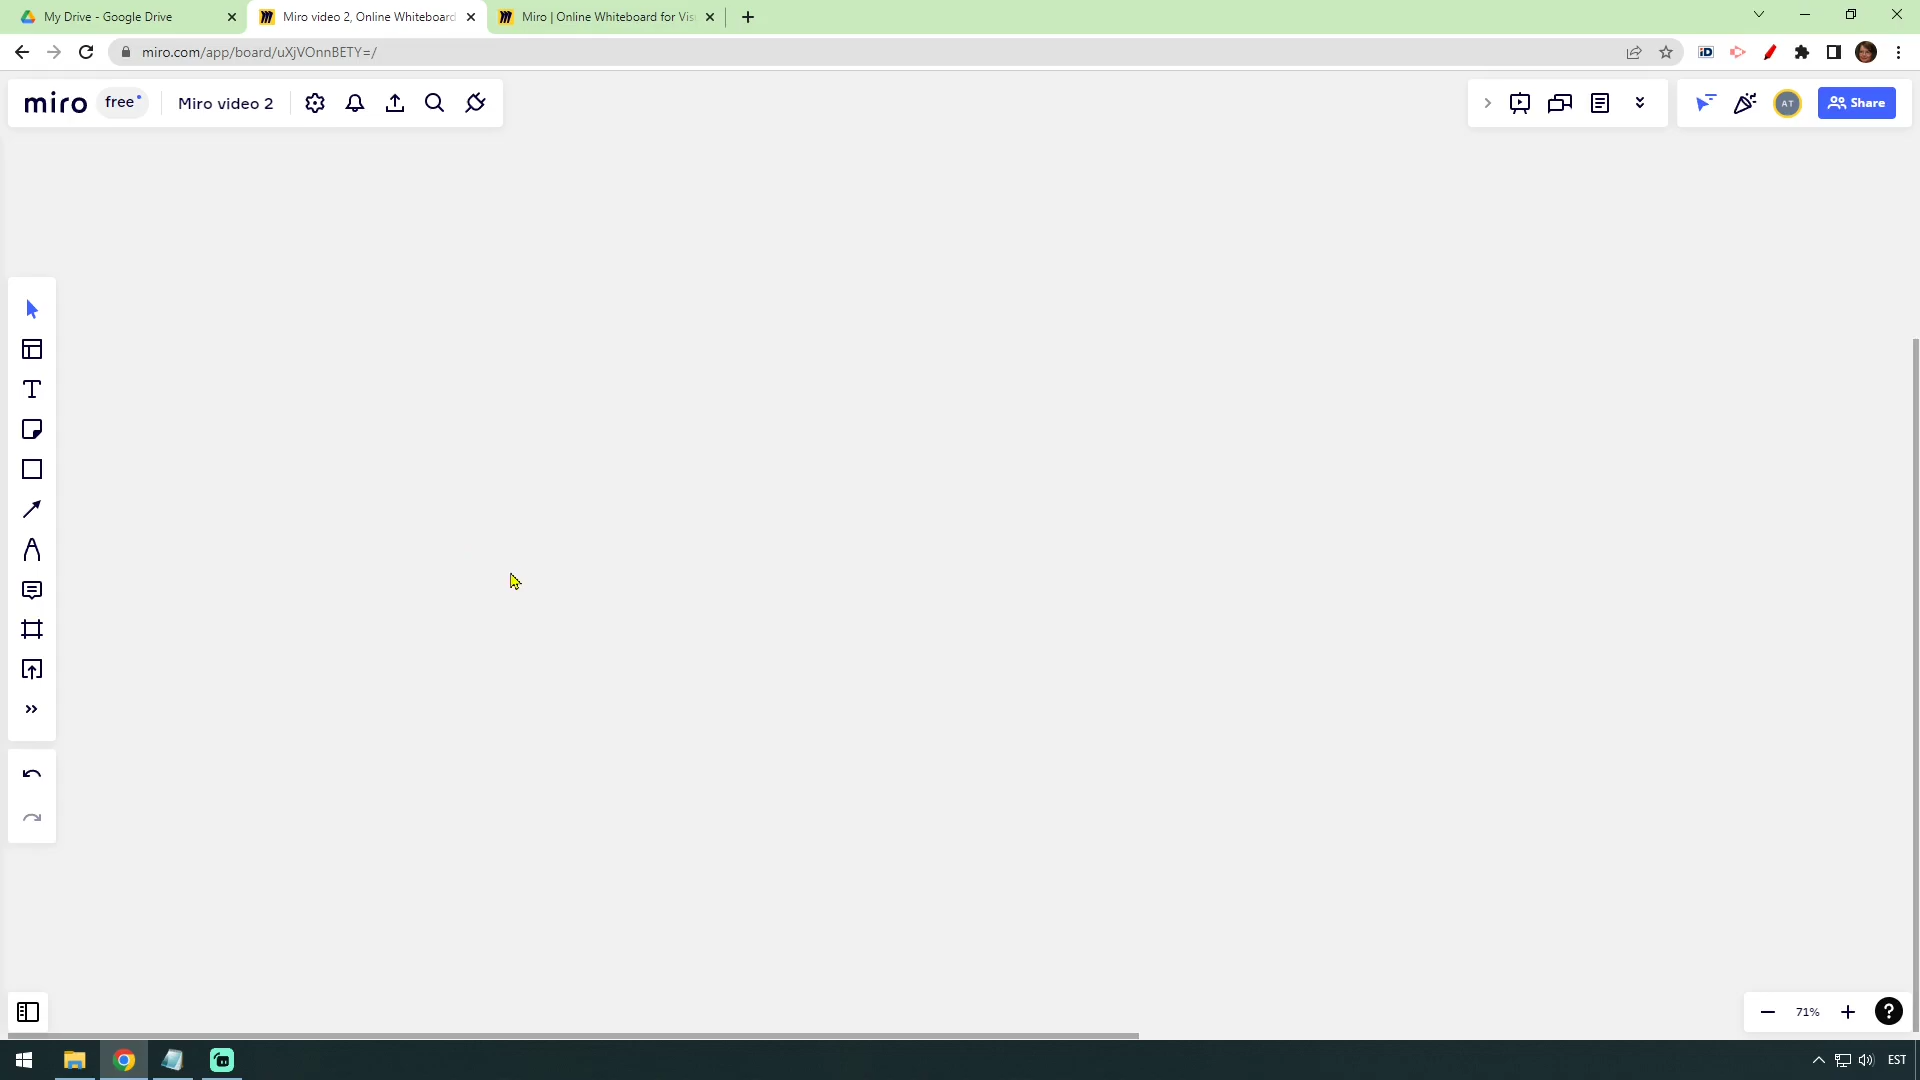 My Drive - Google Drive
Miro video 2, Online Whiteboard
Miro | Online Whiteboard for Vis
miro.com/app/board/uXjVOnnBETY=/
iD
miro
free
Miro video 2
AT
Share
71%
?
EST